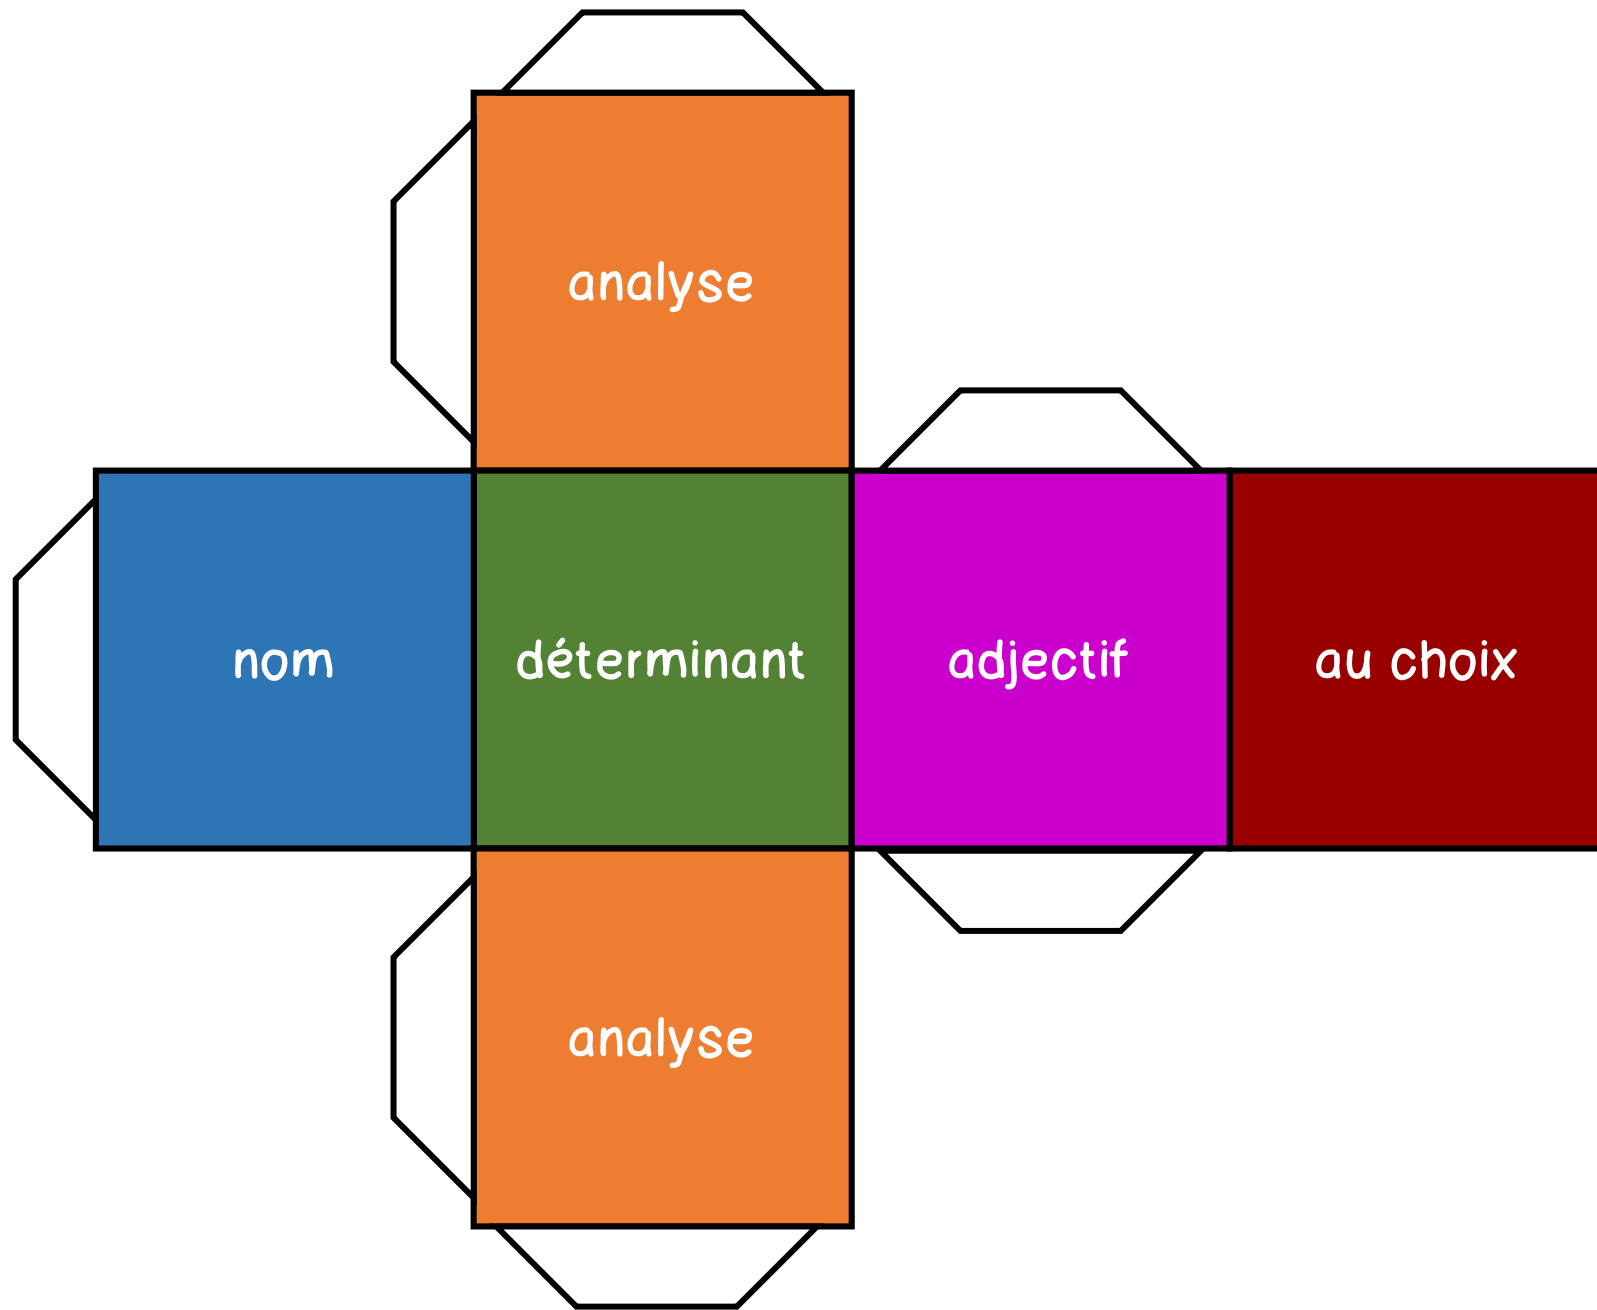 analyse
nom
déterminant
adjectif
au choix
analyse